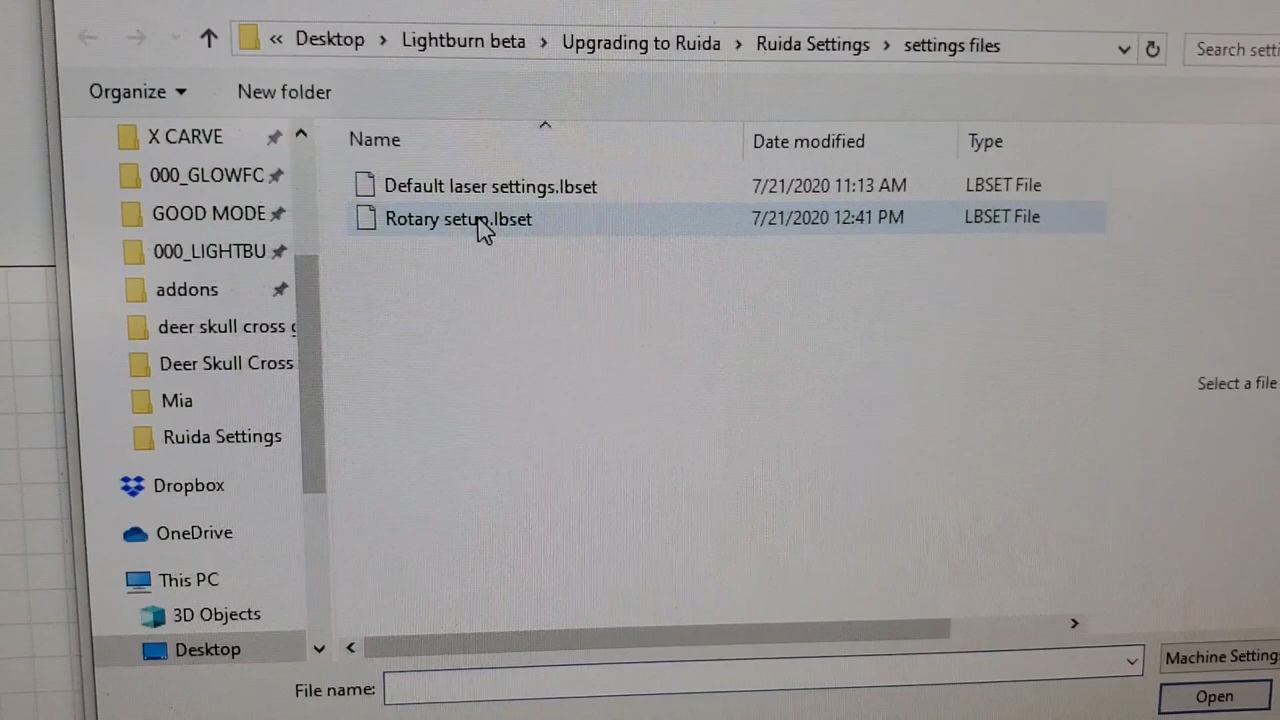 « Desktop › Lightburn beta › Upgrading to Ruida › Ruida Settings › settings files
Search setti
Organize
New folder
Name
Date modified
Type
X CARVE
000_GLOWFC
GOOD MODE
000_LIGHTBU
addons
deer skull cross g
Deer Skull Cross
Mia
Ruida Settings
Dropbox
OneDrive
This PC
3D Objects
Desktop
Default laser settings.lbset 7/21/2020 11:13 AM LBSET File
Rotary setup.lbset 7/21/2020 12:41 PM LBSET File
Select a file
File name:
Machine Setting
Open